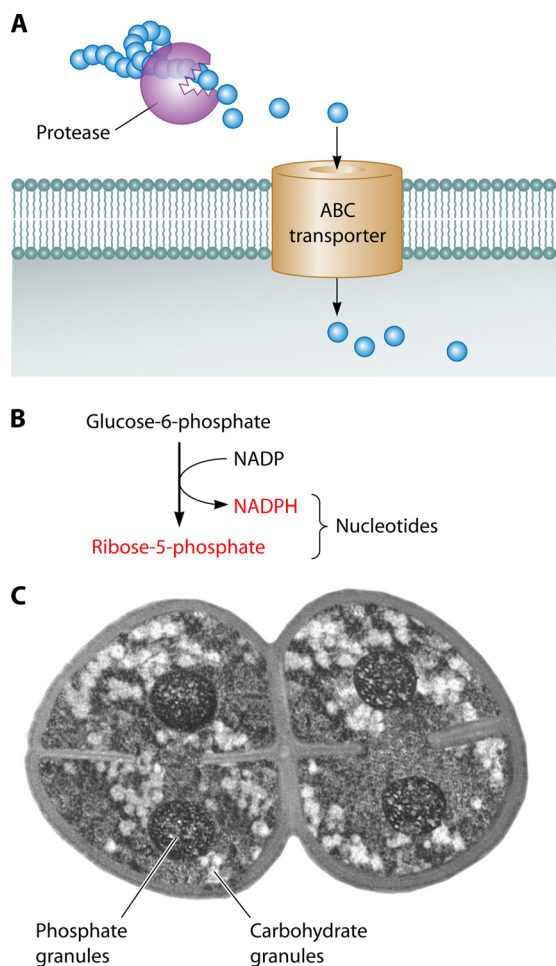 A
Protease
ABC
transporter
B
Glucose-6-phosphate
NADP
NADPH
Ribose-5-phosphate
Nucleotides
C
Phosphate
granules
Carbohydrate
granules